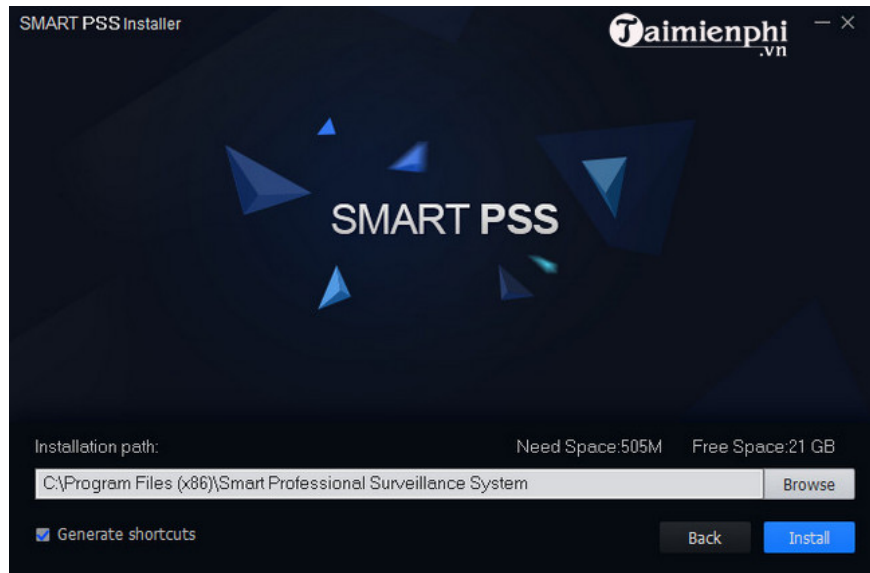 SMART PSS Installer
Taimienphi
.vn
SMART PSS
Installation path:
Need Space:505M
Free Space:21 GB
C:\Program Files (x86)\Smart Professional Surveillance System
Browse
Generate shortcuts
Back
Install